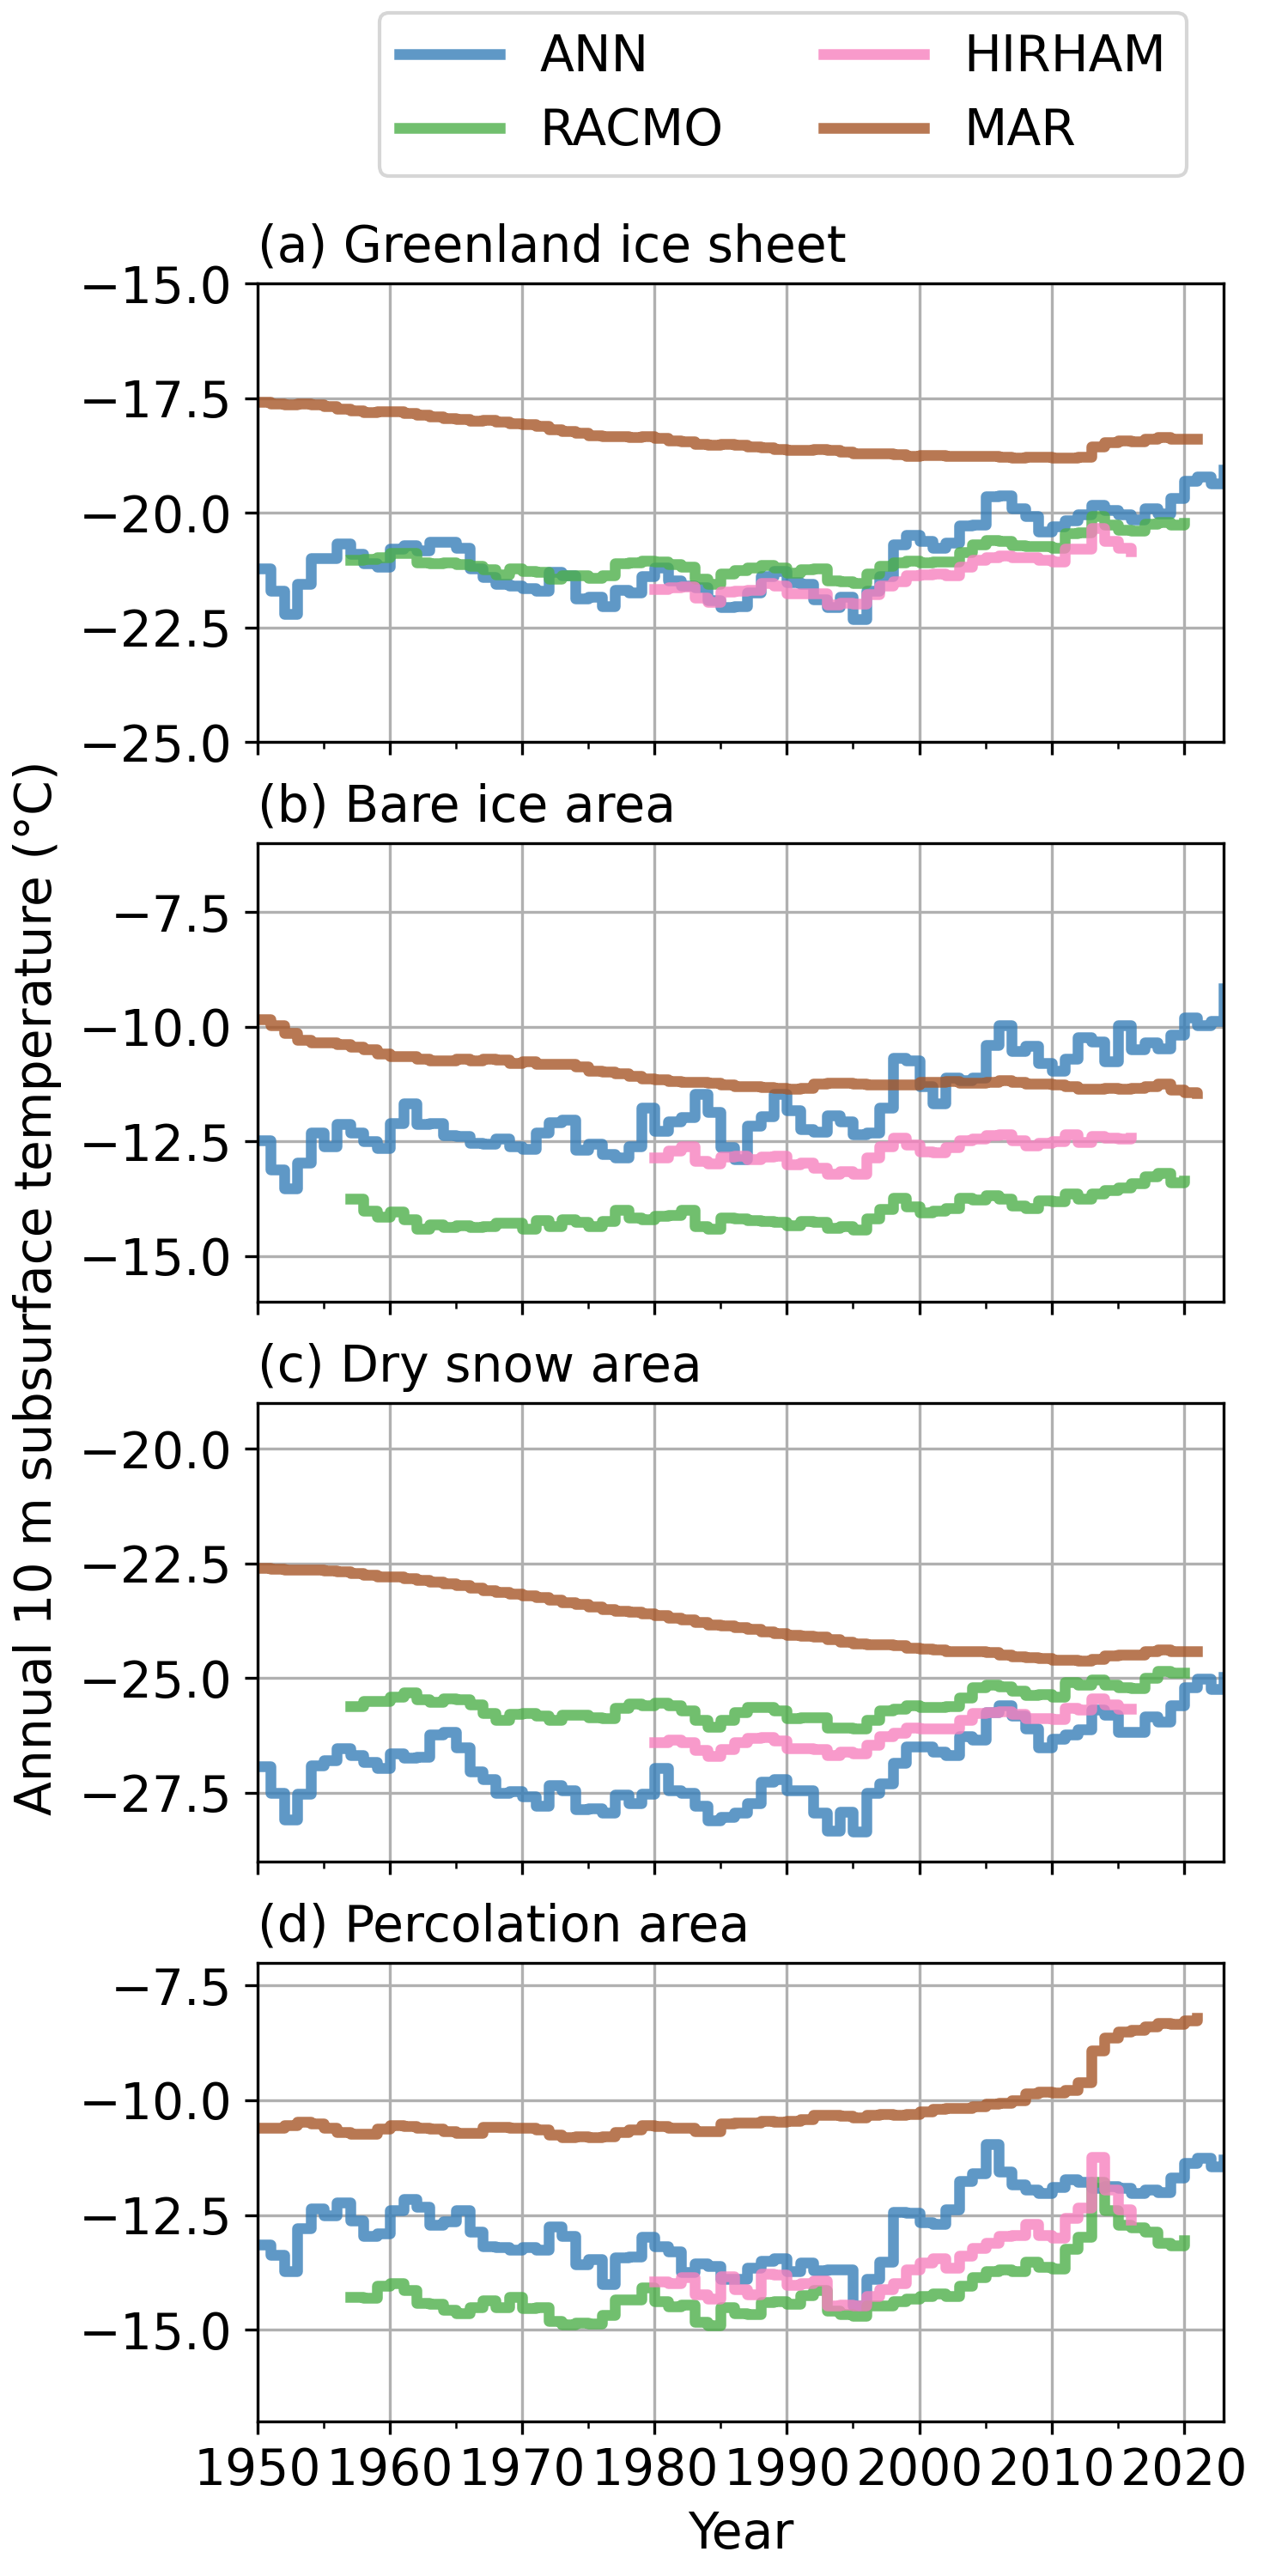 ANN
HIRHAM
RACMO
MAR
(a) Greenland ice sheet
−15.0
−17.5
−20.0
−22.5
−25.0
(b) Bare ice area
−7.5
−10.0
−12.5
−15.0
(c) Dry snow area
−20.0
−22.5
−25.0
−27.5
(d) Percolation area
−7.5
−10.0
−12.5
−15.0
1950 1960 1970 1980 1990 2000 2010 2020
Year
Annual 10 m subsurface temperature (°C)